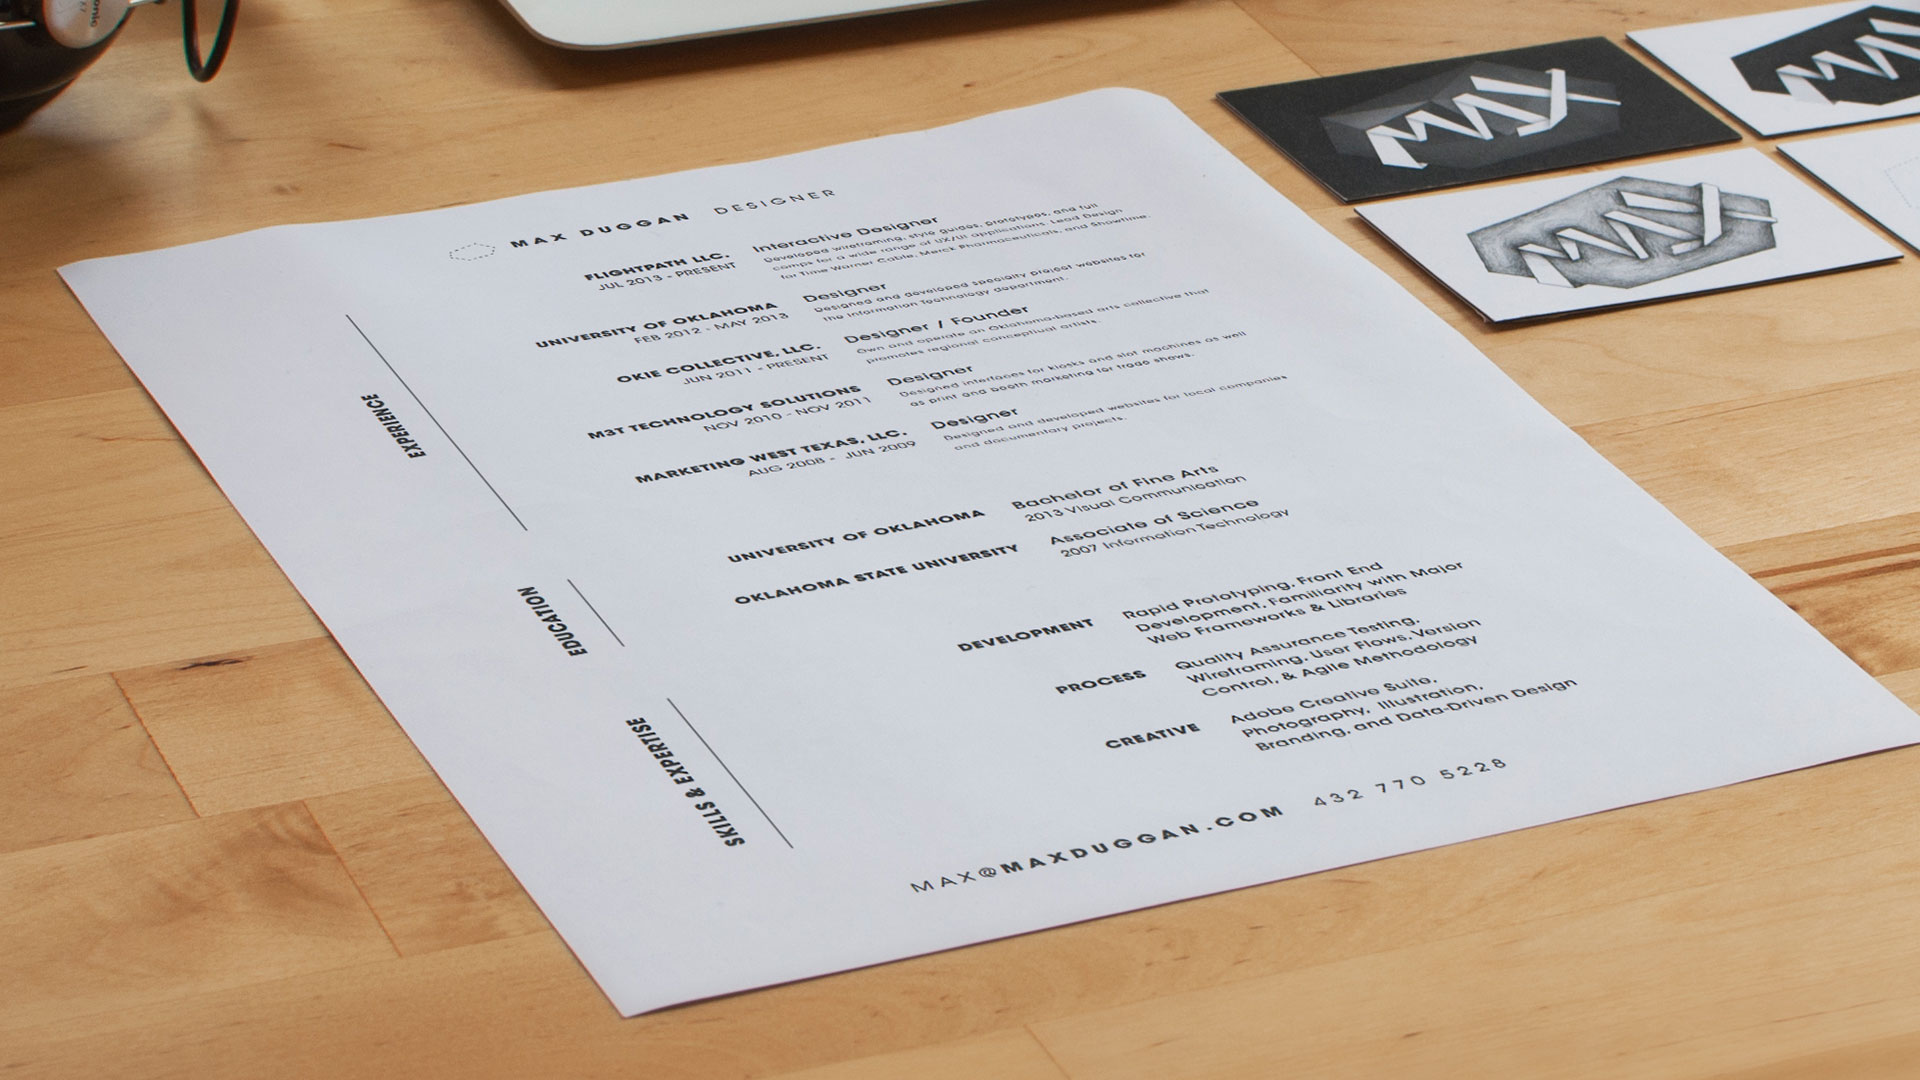 MAX DUGGAN DESIGNER
EXPERIENCE
FLIGHTPATH LLC.
JUL 2013 - PRESENT
Interactive Designer
Developed wireframing, style guides, prototypes, and full
comps for a wide range of UX/UI applications. Lead Design
for Time Warner Cable, Merck Pharmaceuticals, and Showtime.
UNIVERSITY OF OKLAHOMA
FEB 2012 - MAY 2013
Designer
Designed and developed specialty project websites for
the Information Technology department.
OKIE COLLECTIVE, LLC.
JUN 2011 - PRESENT
Designer / Founder
Own and operate an Oklahoma-based arts collective that
promotes regional conceptual artists.
M3T TECHNOLOGY SOLUTIONS
NOV 2010 - NOV 2011
Designer
Designed interfaces for kiosks and slot machines as well
as print and booth marketing for trade shows.
MARKETING WEST TEXAS, LLC.
AUG 2008 - JUN 2009
Designer
Designed and developed websites for local companies
and documentary projects.
EDUCATION
UNIVERSITY OF OKLAHOMA
Bachelor of Fine Arts
2013 Visual Communication
OKLAHOMA STATE UNIVERSITY
Associate of Science
2007 Information Technology
SKILLS & EXPERTISE
DEVELOPMENT
Rapid Prototyping, Front End
Development, Familiarity with Major
Web Frameworks & Libraries
PROCESS
Quality Assurance Testing,
Wireframing, User Flows, Version
Control, & Agile Methodology
CREATIVE
Adobe Creative Suite,
Photography, Illustration,
Branding, and Data-Driven Design
MAX@MAXDUGGAN.COM 432 770 5228
MAX
MAX
MAX